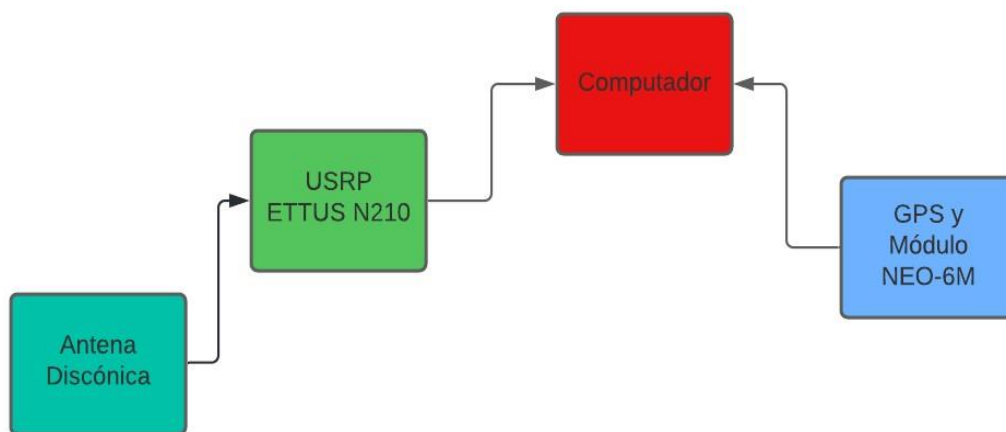 Computador
USRP
ETTUS N210
GPS y
Módulo
NEO-6M
Antena
Discónica